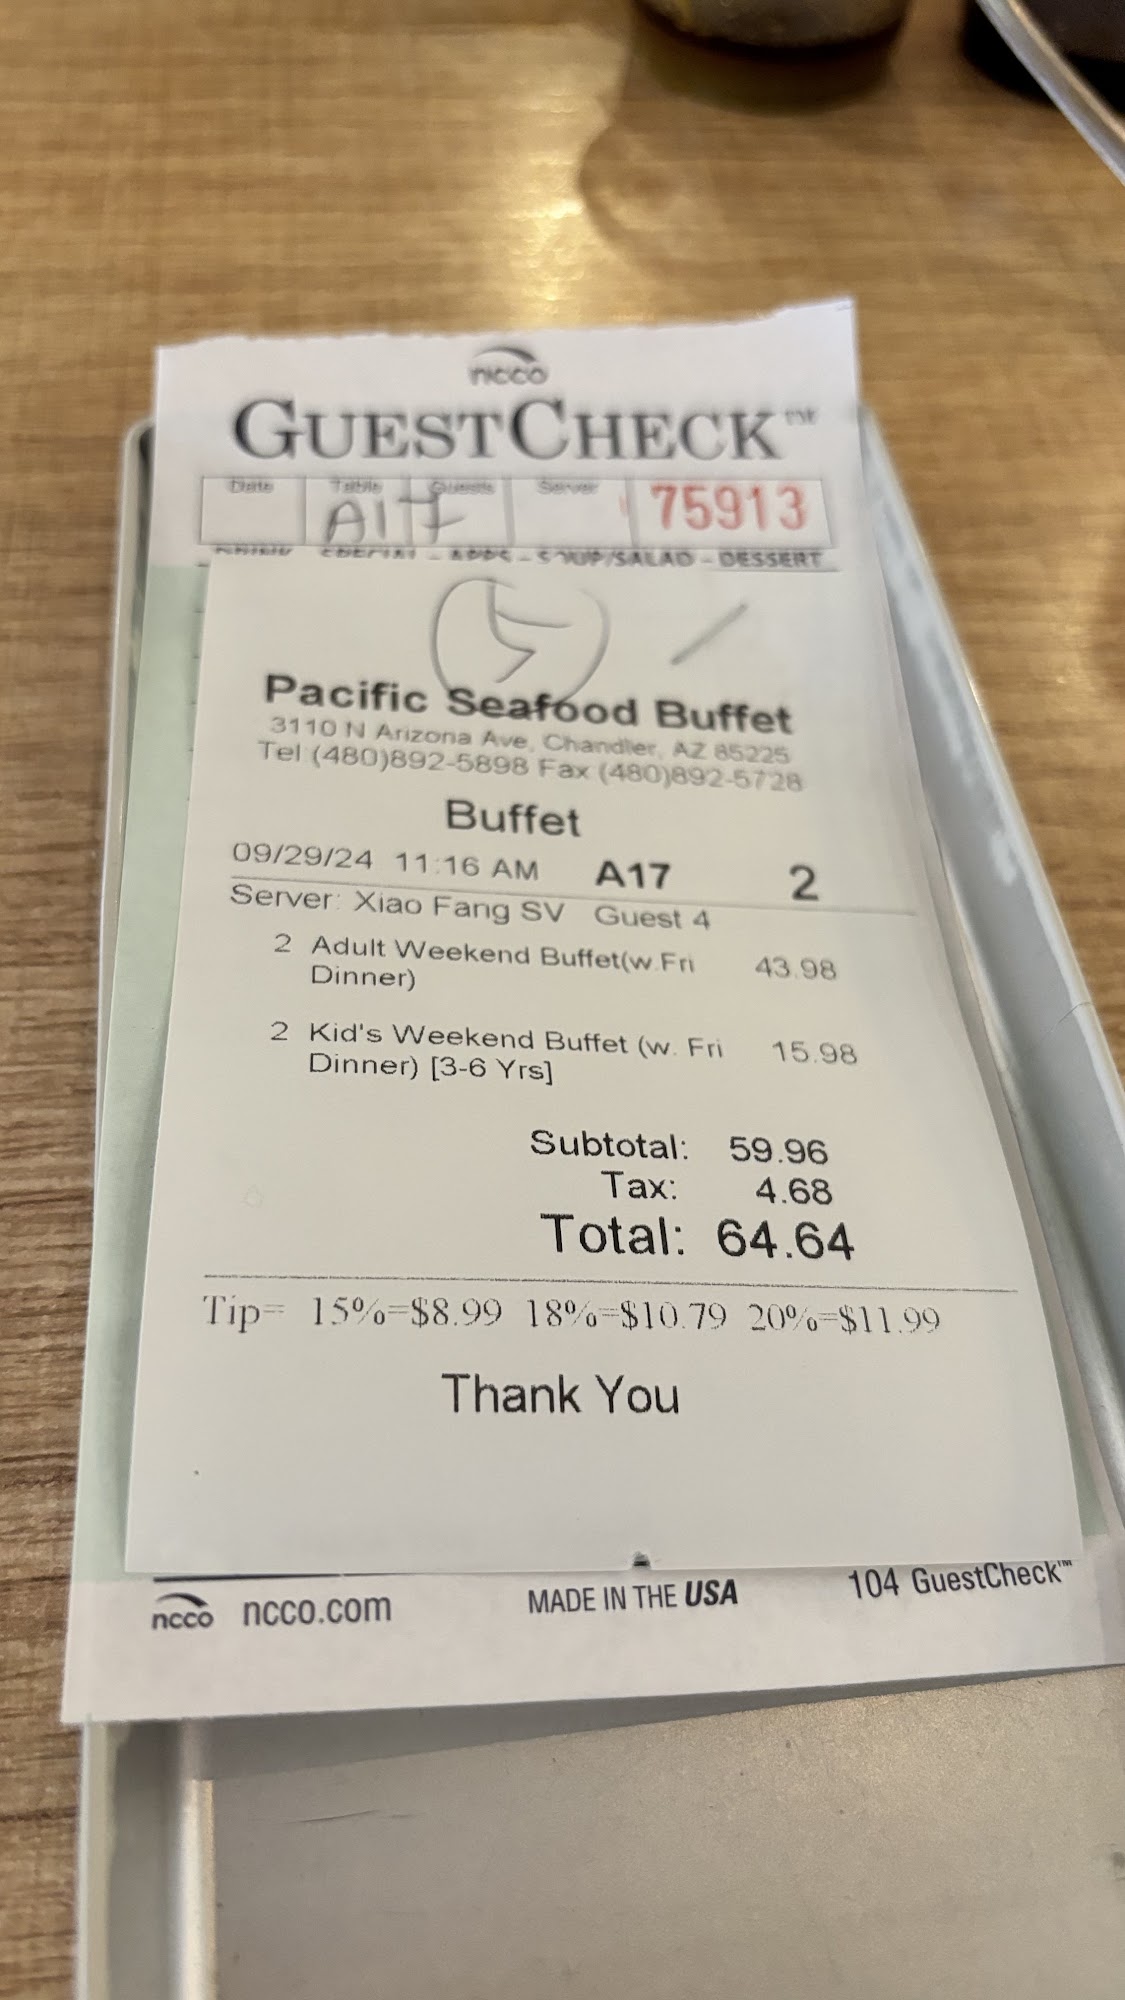 ncco
GUESTCHECK™
Date Table Guests Server
A17 75913
APPS - SOUP/SALAD - DESSERT
Pacific Seafood Buffet
3110 N Arizona Ave, Chandler, AZ 85225
Tel (480)892-5898 Fax (480)892-5728
Buffet
09/29/24 11:16 AM A17 2
Server: Xiao Fang SV Guest 4
2 Adult Weekend Buffet(w.Fri 43.98
Dinner)
2 Kid's Weekend Buffet (w. Fri 15.98
Dinner) [3-6 Yrs]
Subtotal: 59.96
Tax: 4.68
Total: 64.64
Tip= 15%=$8.99 18%=$10.79 20%=$11.99
Thank You
ncco ncco.com MADE IN THE USA 104 GuestCheck™